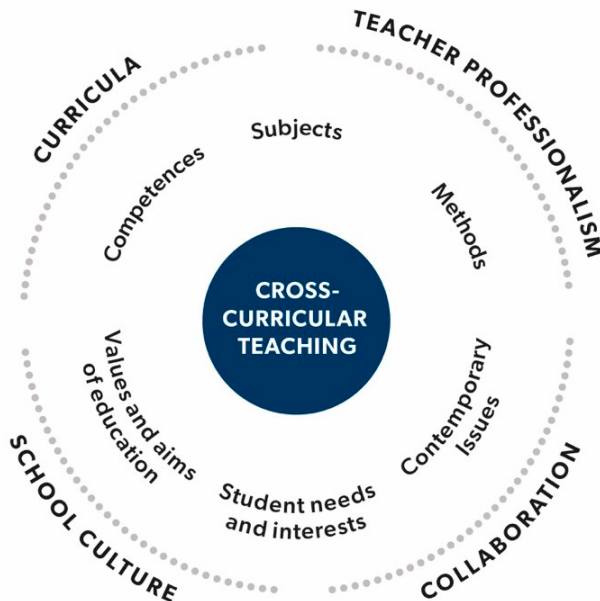 TEACHER PROFESSIONALISM
CURRICULA
Subjects
Competences
Methods
CROSS-
CURRICULAR
TEACHING
Values and aims
of education
Contemporary
Issues
Student needs
and interests
SCHOOL CULTURE
COLLABORATION